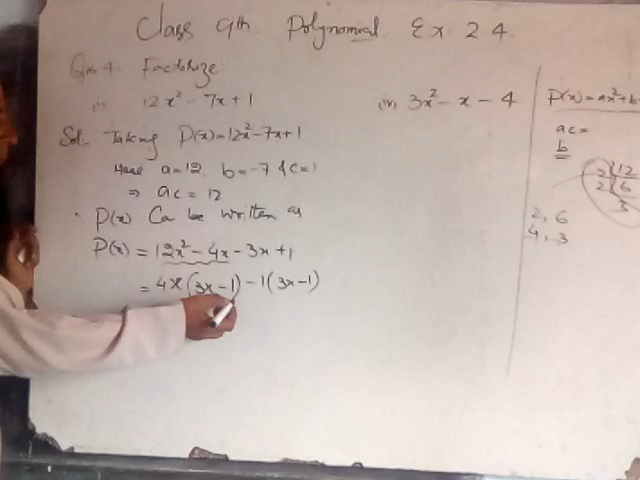 Class 9th Polynomial Ex. 2.4.
Qno 4. Factorize
(i) 12x² - 7x + 1
(iv) 3x² - x - 4
Sol. Taking P(x) = 12x² - 7x + 1
Here a = 12, b = -7 & c = 1
⇒ ac = 12
∴ P(x) Can be written as
P(x) = 12x² - 4x - 3x + 1
= 4x(3x - 1) - 1(3x - 1)
P(x) = ax² + b
ac =
b
2 12
2 6
3
2, 6
4, 3